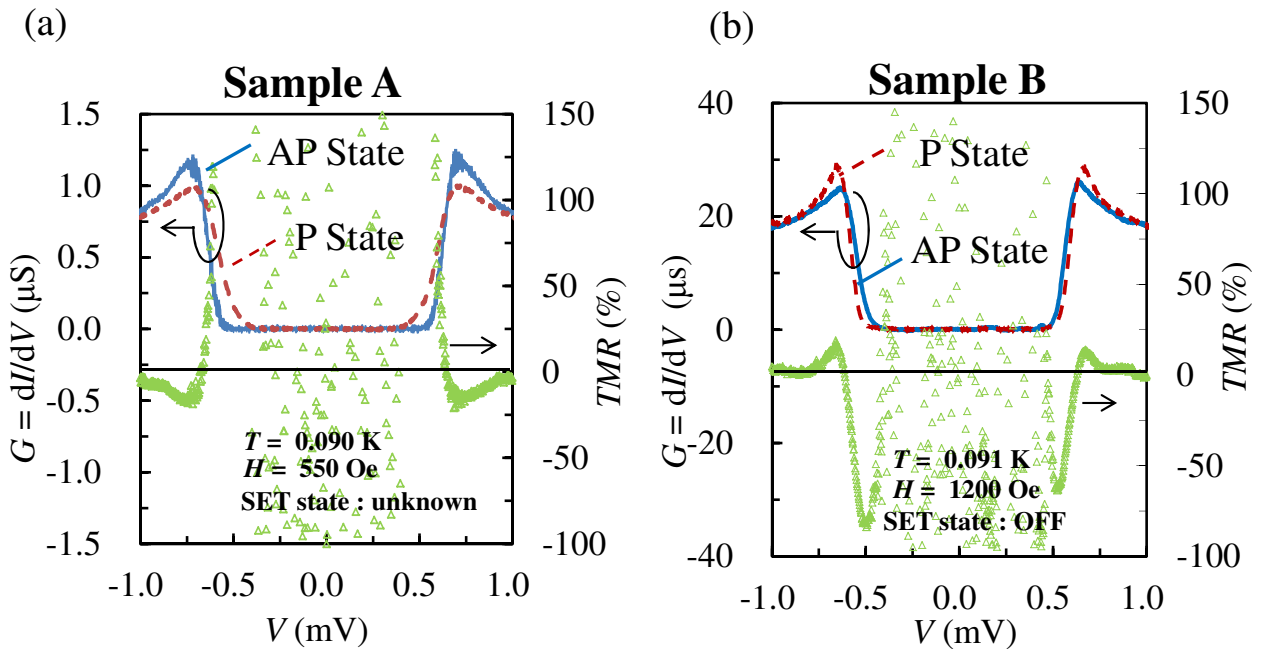 (a)
Sample A
1.5
1.0
0.5
0.0
-0.5
-1.0
-1.5
G = dI/dV (μS)
AP State
P State
150
100
50
0
-50
-100
TMR (%)
T = 0.090 K
H = 550 Oe
SET state : unknown
-1.0 -0.5 0.0 0.5 1.0
V (mV)
(b)
Sample B
40
20
0
-20
-40
G = dI/dV (μs)
P State
AP State
150
100
50
0
-50
-100
TMR (%)
T = 0.091 K
H = 1200 Oe
SET state : OFF
-1.0 -0.5 0.0 0.5 1.0
V (mV)